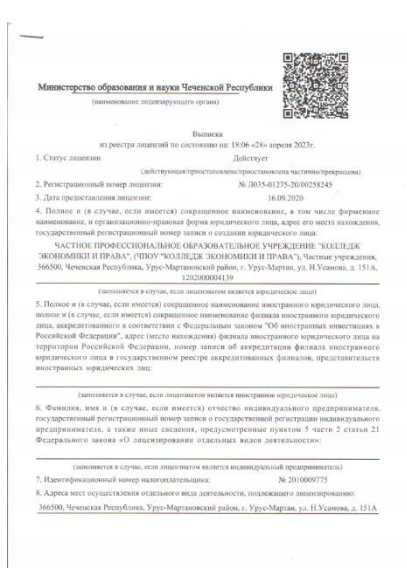 Министерство образования и науки Чеченской Республики
(наименование лицензирующего органа)
Выписка
из реестра лицензий по состоянию на: 18:06 «28» апреля 2023г.
1. Статус лицензии Действует
(действующая/приостановлена/приостановлена частично/прекращена)
2. Регистрационный номер лицензии: № Л035-01275-20/00258245
3. Дата предоставления лицензии: 16.09.2020
4. Полное и (в случае, если имеется) сокращенное наименование, в том числе фирменное
наименование, и организационно-правовая форма юридического лица, адрес его места нахождения,
государственный регистрационный номер записи о создании юридического лица:
ЧАСТНОЕ ПРОФЕССИОНАЛЬНОЕ ОБРАЗОВАТЕЛЬНОЕ УЧРЕЖДЕНИЕ "КОЛЛЕДЖ
ЭКОНОМИКИ И ПРАВА", (ЧПОУ "КОЛЛЕДЖ ЭКОНОМИКИ И ПРАВА"), Частные учреждения,
366500, Чеченская Республика, Урус-Мартановский район, г. Урус-Мартан, ул. Н.Усамова, д. 151А,
1202000004139
(заполняется в случае, если лицензиатом является юридическое лицо)
5. Полное и (в случае, если имеется) сокращенное наименование иностранного юридического лица,
полное и (в случае, если имеется) сокращенное наименование филиала иностранного юридического
лица, аккредитованного в соответствии с Федеральным законом "Об иностранных инвестициях в
Российской Федерации", адрес (место нахождения) филиала иностранного юридического лица на
территории Российской Федерации, номер записи об аккредитации филиала иностранного
юридического лица в государственном реестре аккредитованных филиалов, представительств
иностранных юридических лиц:
(заполняется в случае, если лицензиатом является иностранное юридическое лицо)
6. Фамилия, имя и (в случае, если имеется) отчество индивидуального предпринимателя,
государственный регистрационный номер записи о государственной регистрации индивидуального
предпринимателя, а также иные сведения, предусмотренные пунктом 5 части 2 статьи 21
Федерального закона «О лицензировании отдельных видов деятельности»:
(заполняется в случае, если лицензиатом является индивидуальный предприниматель)
7. Идентификационный номер налогоплательщика: № 2010009775
8. Адреса мест осуществления отдельного вида деятельности, подлежащего лицензированию:
366500, Чеченская Республика, Урус-Мартановский район, г. Урус-Мартан, ул. Н.Усамова, д. 151А